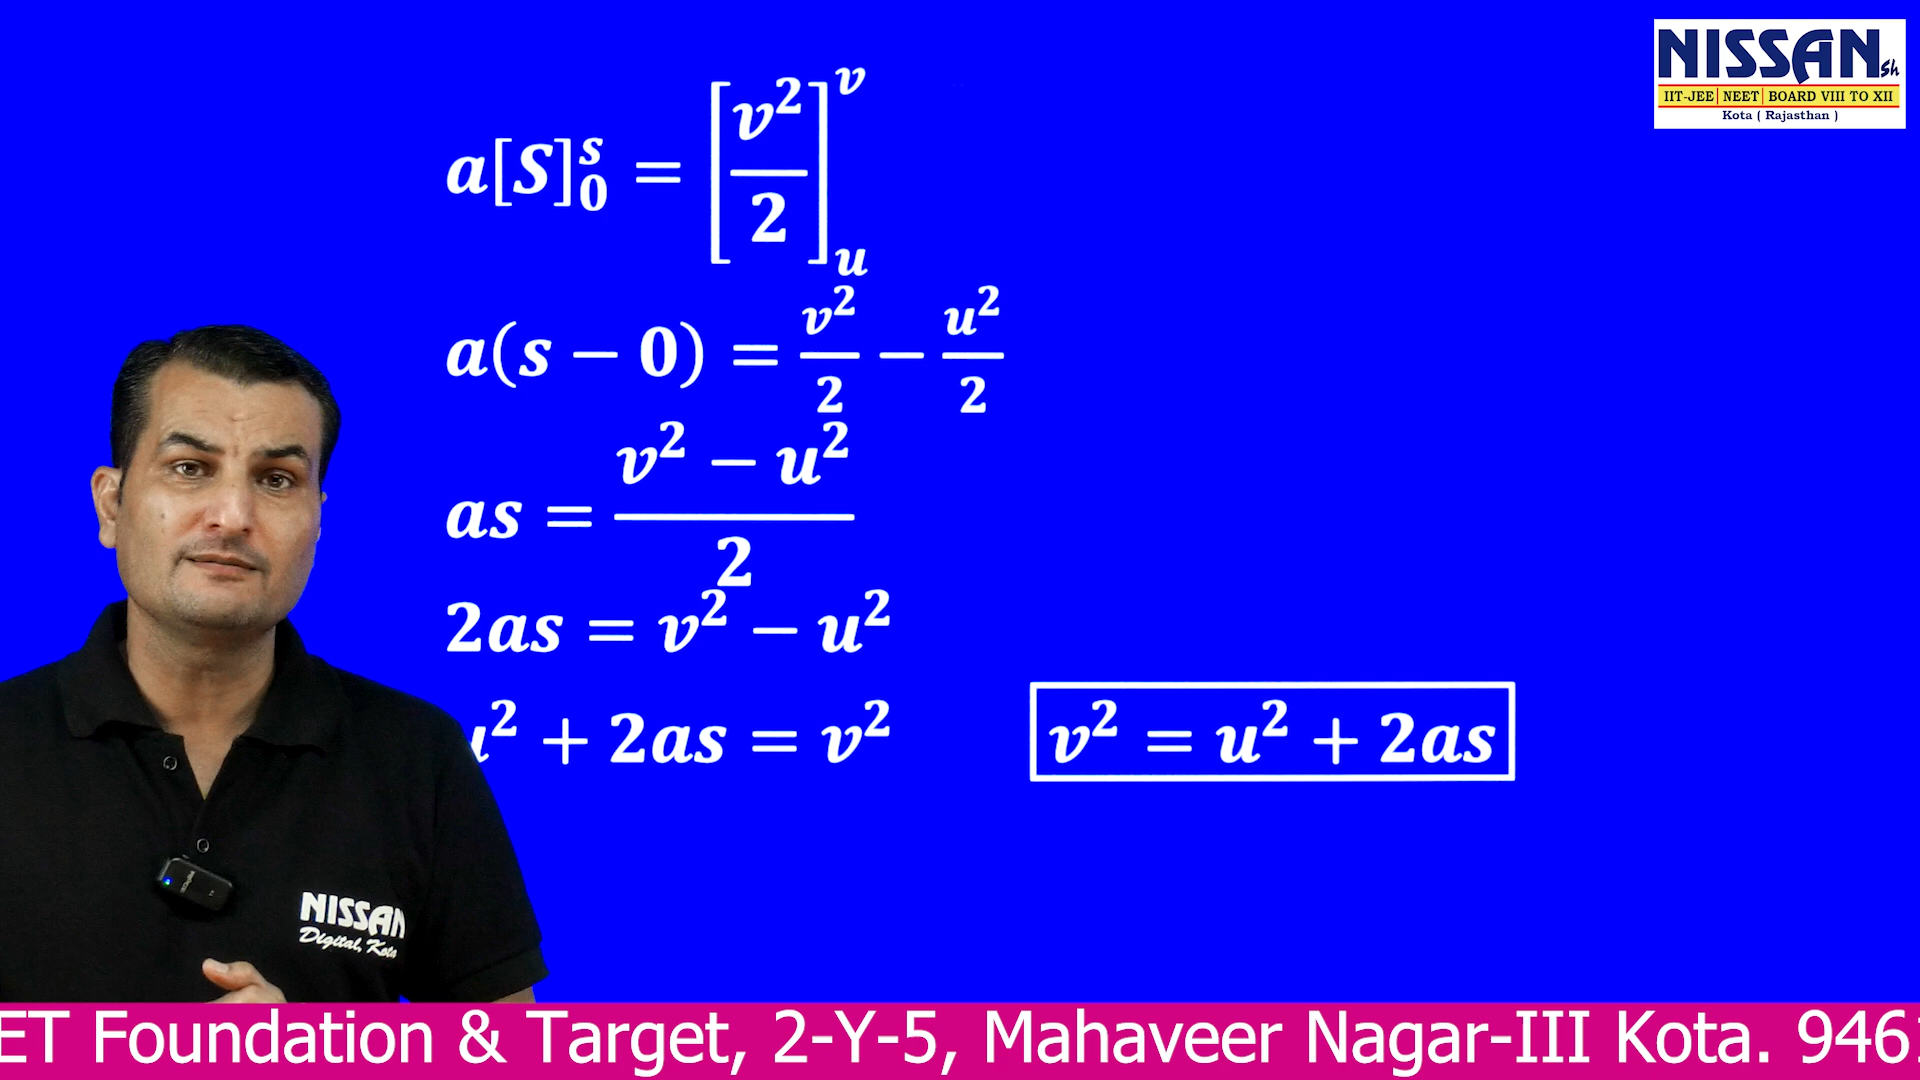 NISSAN Sh
IIT-JEE | NEET | BOARD VIII TO XII
Kota ( Rajasthan )
a[S]₀ˢ = [v²/2]ᵤᵛ
a(s − 0) = v²/2 − u²/2
as = (v² − u²)/2
2as = v² − u²
u² + 2as = v²
v² = u² + 2as
NISSAN
Digital, Kota
ET Foundation & Target, 2-Y-5, Mahaveer Nagar-III Kota. 946